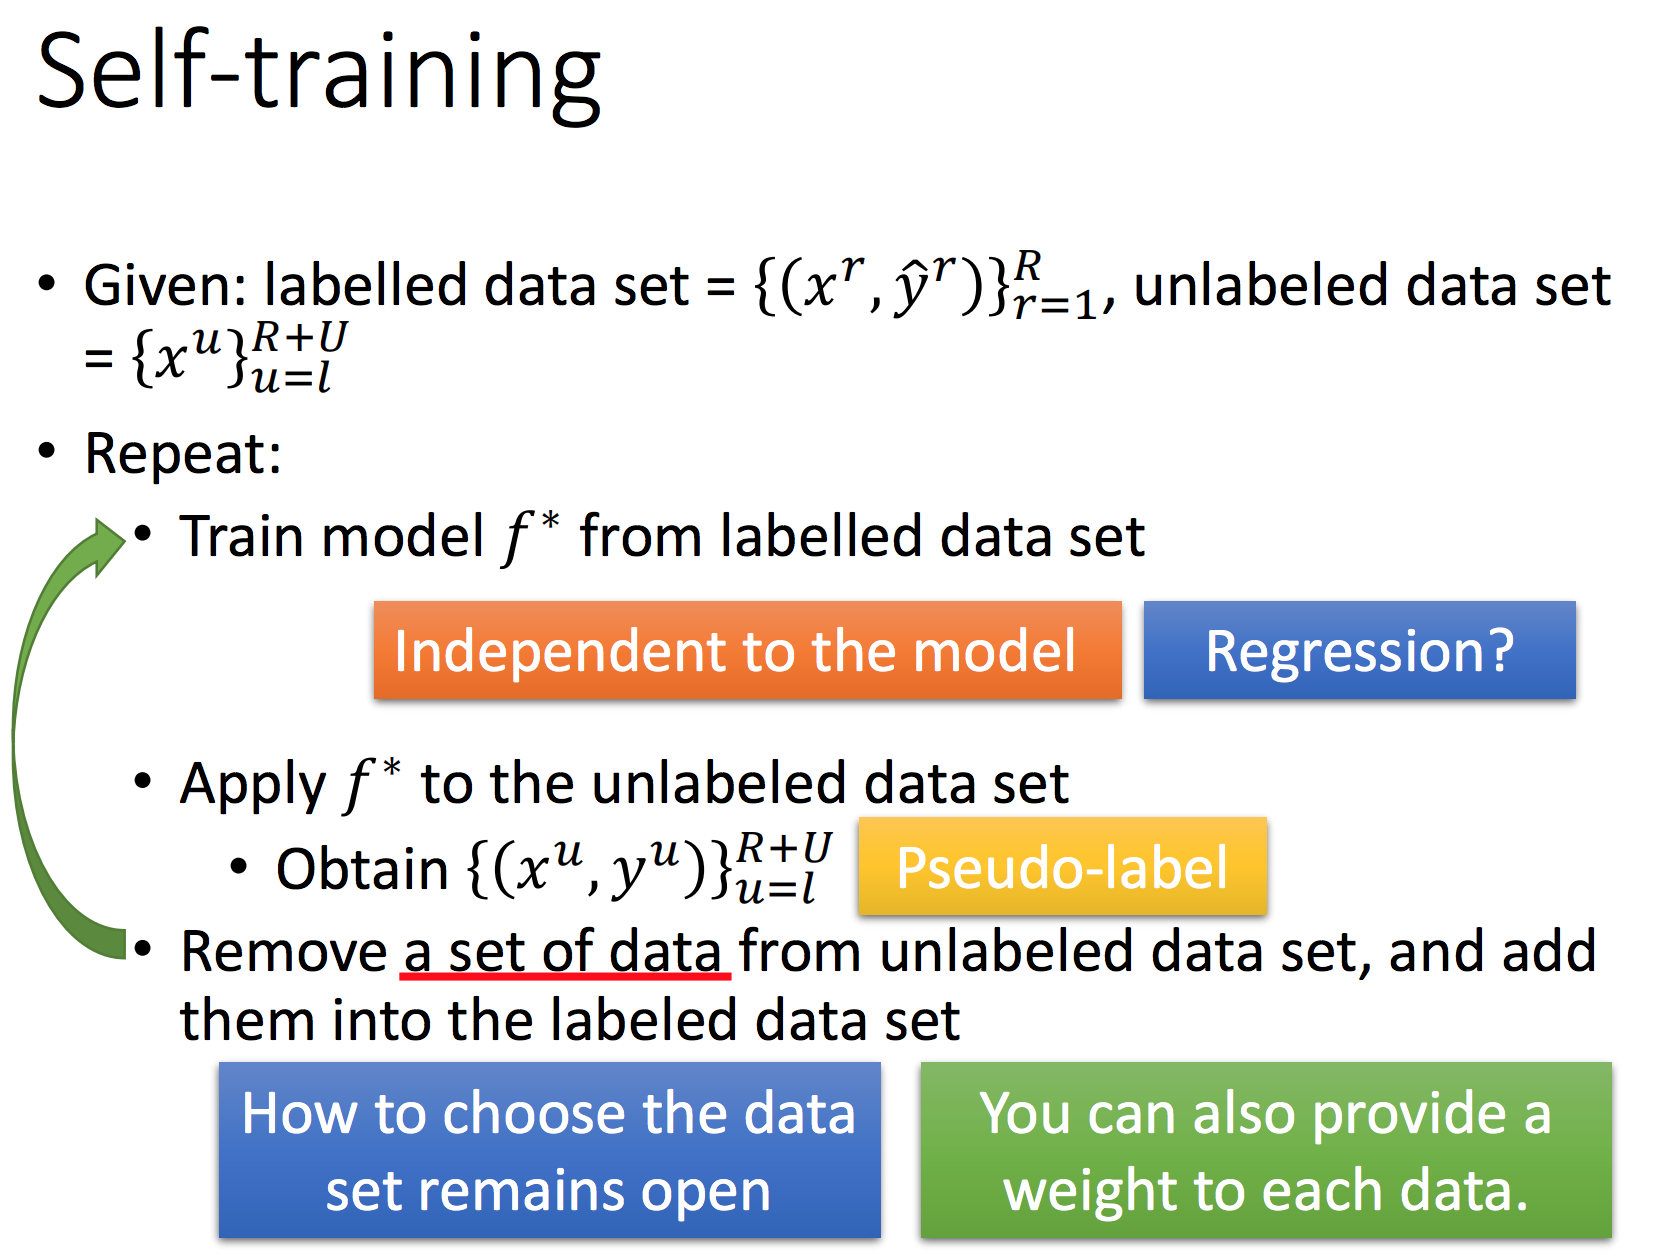 Self-training
• Given: labelled data set = {(x^r, ŷ^r)}_{r=1}^{R}, unlabeled data set
= {x^u}_{u=l}^{R+U}
• Repeat:
• Train model f* from labelled data set
Independent to the model
Regression?
• Apply f* to the unlabeled data set
• Obtain {(x^u, y^u)}_{u=l}^{R+U}
Pseudo-label
• Remove a set of data from unlabeled data set, and add
them into the labeled data set
How to choose the data
set remains open
You can also provide a
weight to each data.